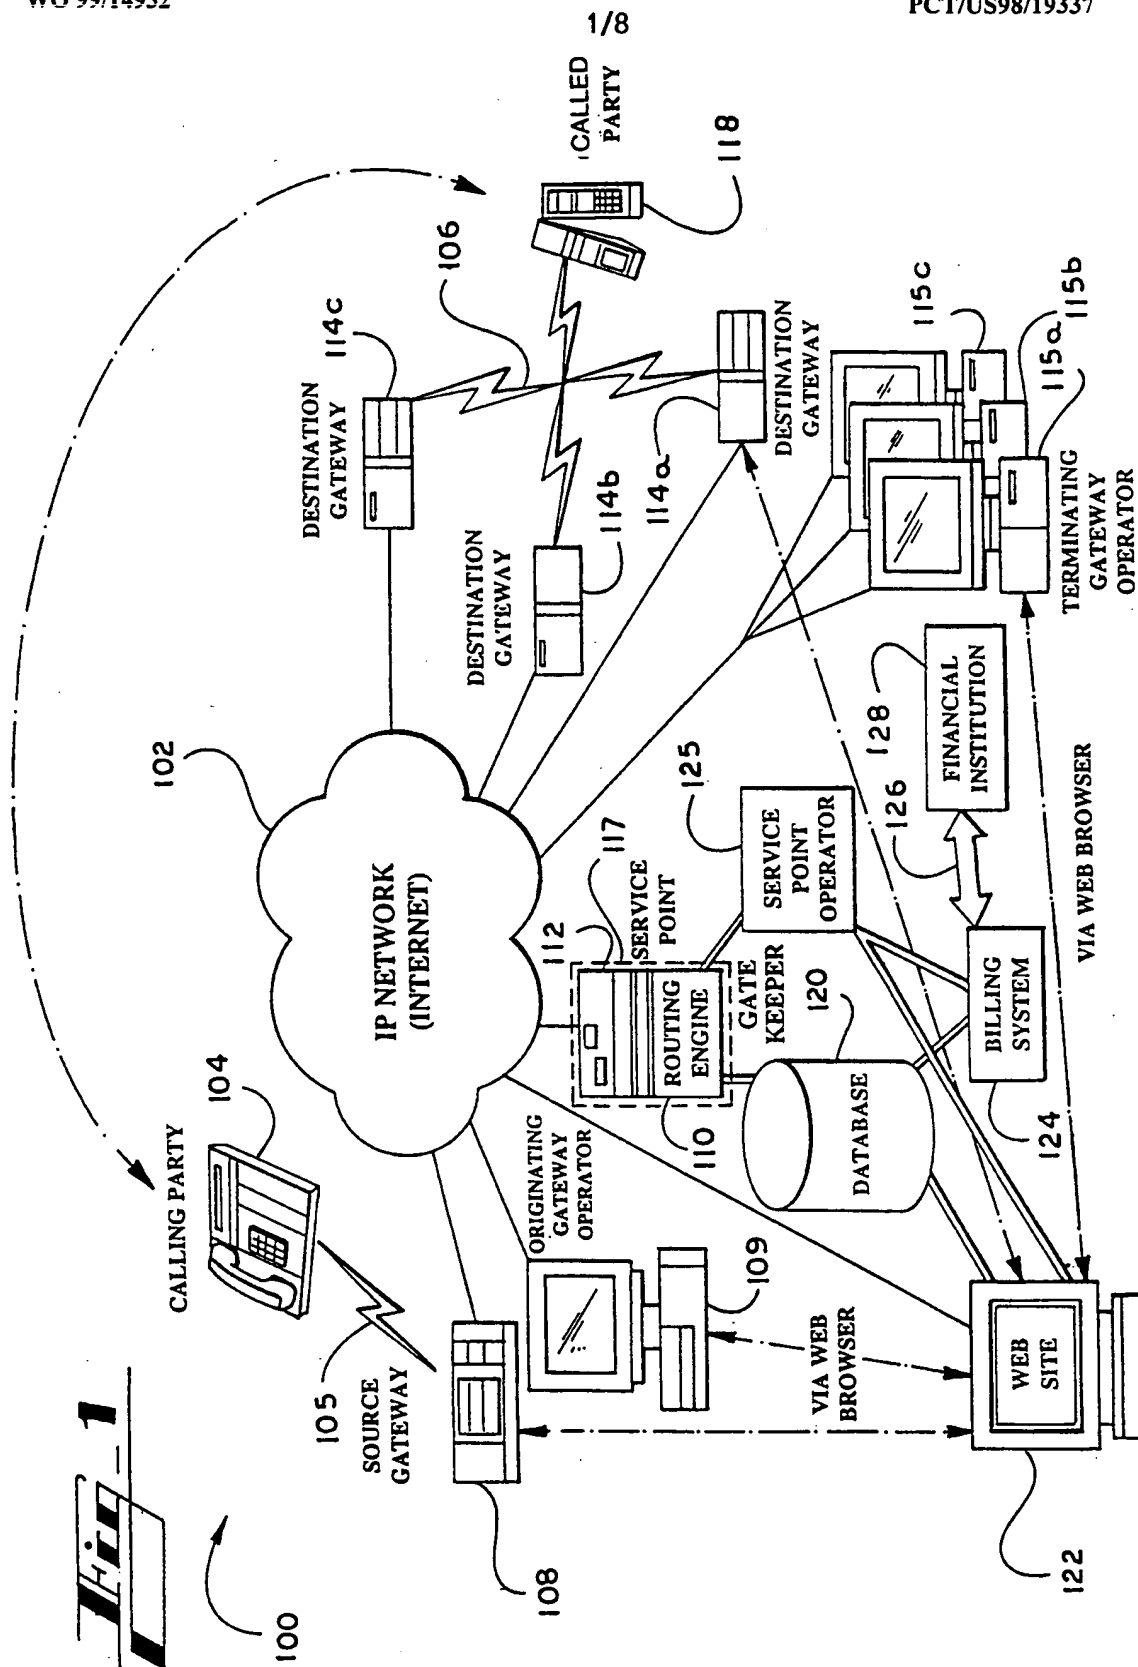 WO 99/14932
PCT/US98/19337
1/8
Fig_1
100
CALLING PARTY
104
105
SOURCE
GATEWAY
108
102
IP NETWORK
(INTERNET)
106
CALLED
PARTY
118
DESTINATION
GATEWAY
114c
DESTINATION
GATEWAY
114b
DESTINATION
GATEWAY
114a
ORIGINATING
GATEWAY
OPERATOR
109
112
117
SERVICE
POINT
ROUTING
ENGINE
110
GATE
KEEPER
125
SERVICE
POINT
OPERATOR
120
DATABASE
115c
115b
115a
TERMINATING
GATEWAY
OPERATOR
128
FINANCIAL
INSTITUTION
126
BILLING
SYSTEM
124
VIA WEB BROWSER
VIA WEB
BROWSER
WEB
SITE
122